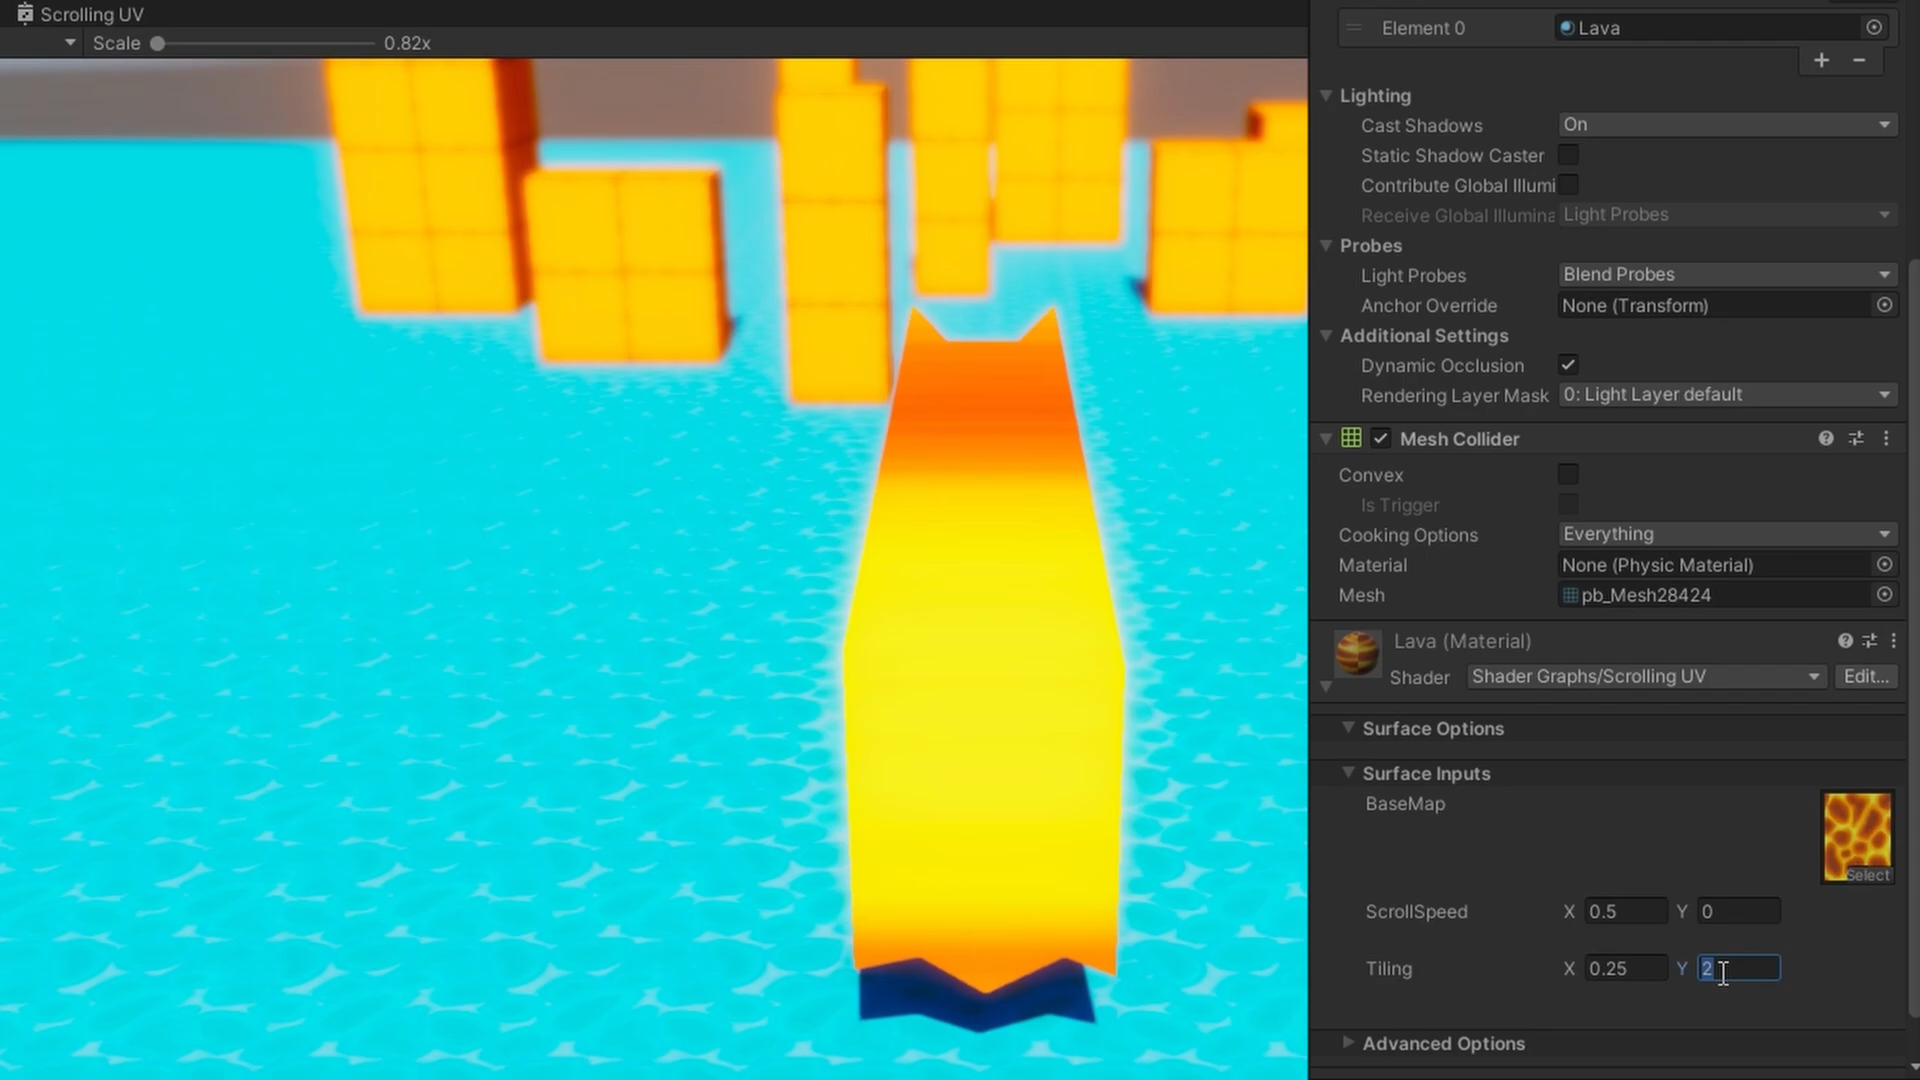 Scrolling UV
Scale 0.82x
Element 0 Lava
+ −
Lighting
Cast Shadows On
Static Shadow Caster
Contribute Global Illumi
Receive Global Illumina Light Probes
Probes
Light Probes Blend Probes
Anchor Override None (Transform)
Additional Settings
Dynamic Occlusion
Rendering Layer Mask 0: Light Layer default
Mesh Collider
Convex
Is Trigger
Cooking Options Everything
Material None (Physic Material)
Mesh pb_Mesh28424
Lava (Material)
Shader Shader Graphs/Scrolling UV Edit...
Surface Options
Surface Inputs
BaseMap
Select
ScrollSpeed X 0.5 Y 0
Tiling X 0.25 Y 2
Advanced Options